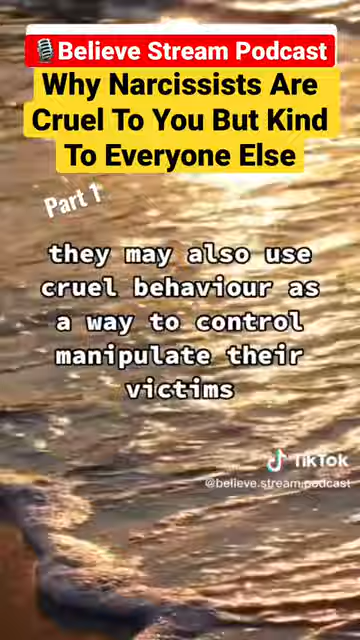 🎙️Believe Stream Podcast
Why Narcissists Are
Cruel To You But Kind
To Everyone Else
Part 1
they may also use
cruel behaviour as
a way to control
manipulate their
victims
TikTok
@believe.stream.podcast